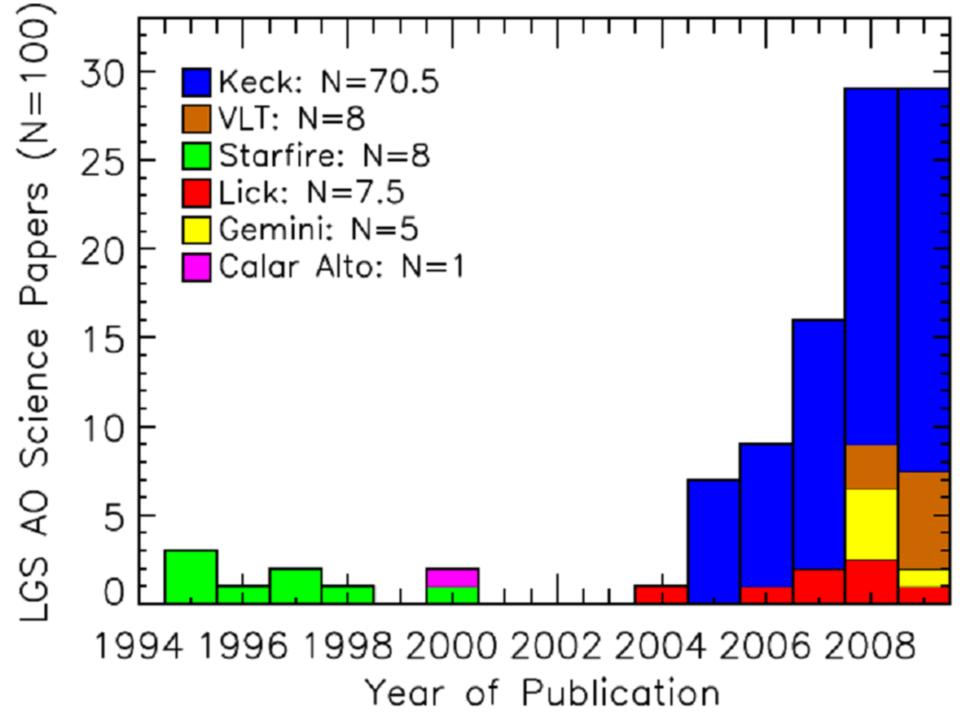 LGS AO Science Papers (N=100)
30
25
20
15
10
5
0
Keck: N=70.5
VLT: N=8
Starfire: N=8
Lick: N=7.5
Gemini: N=5
Calar Alto: N=1
1994 1996 1998 2000 2002 2004 2006 2008
Year of Publication